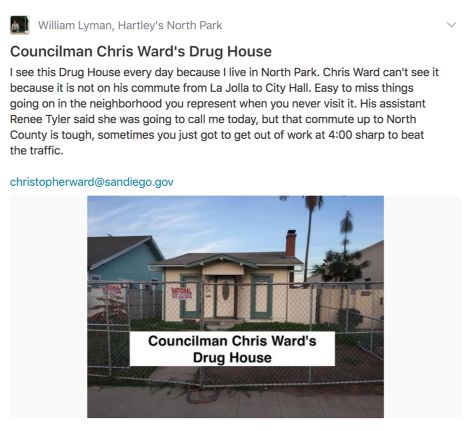 William Lyman, Hartley's North Park
Councilman Chris Ward's Drug House
I see this Drug House every day because I live in North Park. Chris Ward can't see it
because it is not on his commute from La Jolla to City Hall. Easy to miss things
going on in the neighborhood you represent when you never visit it. His assistant
Renee Tyler said she was going to call me today, but that commute up to North
County is tough, sometimes you just got to get out of work at 4:00 sharp to beat
the traffic.
christopherward@sandiego.gov
NATIONAL
Councilman Chris Ward's
Drug House